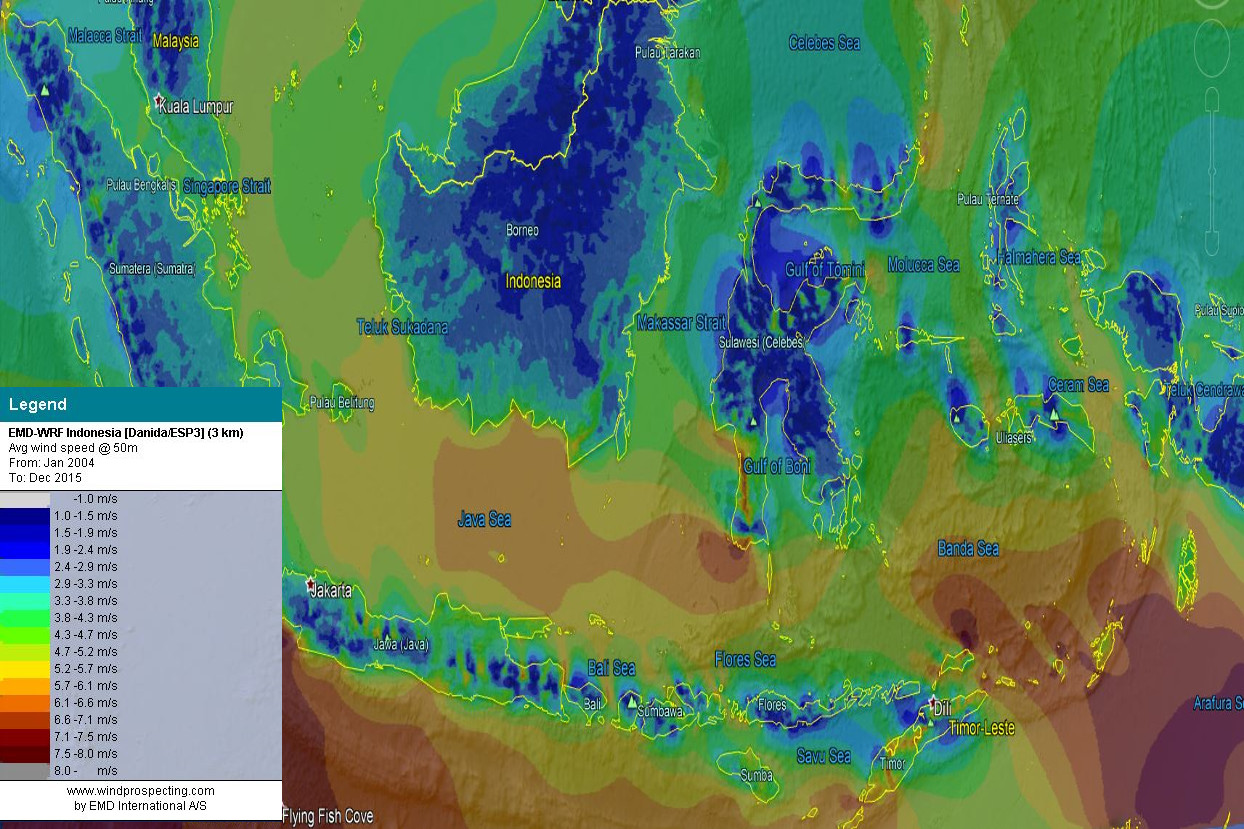 Malacca Strait
Malaysia
Celebes Sea
Pulau Tarakan
Kuala Lumpur
Pulau Bengkalis
Singapore Strait
Pulau Ternate
Borneo
Sumatera (Sumatra)
Indonesia
Gulf of Tomini
Molucca Sea
Halmahera Sea
Teluk Sukadana
Makassar Strait
Sulawesi (Celebes)
Pulau Belitung
Ceram Sea
Teluk Cendrawa
Uliasers
Gulf of Boni
Java Sea
Banda Sea
Jakarta
Jawa (Java)
Bali Sea
Flores Sea
Bali
Sumbawa
Flores
Dili
Timor-Leste
Arafura S
Savu Sea
Timor
Sumba
Flying Fish Cove
Legend
EMD-WRF Indonesia [Danida/ESP3] (3 km)
Avg wind speed @ 50m
From: Jan 2004
To: Dec 2015
-1.0 m/s
1.0 -1.5 m/s
1.5 -1.9 m/s
1.9 -2.4 m/s
2.4 -2.9 m/s
2.9 -3.3 m/s
3.3 -3.8 m/s
3.8 -4.3 m/s
4.3 -4.7 m/s
4.7 -5.2 m/s
5.2 -5.7 m/s
5.7 -6.1 m/s
6.1 -6.6 m/s
6.6 -7.1 m/s
7.1 -7.5 m/s
7.5 -8.0 m/s
8.0 - m/s
www.windprospecting.com
by EMD International A/S